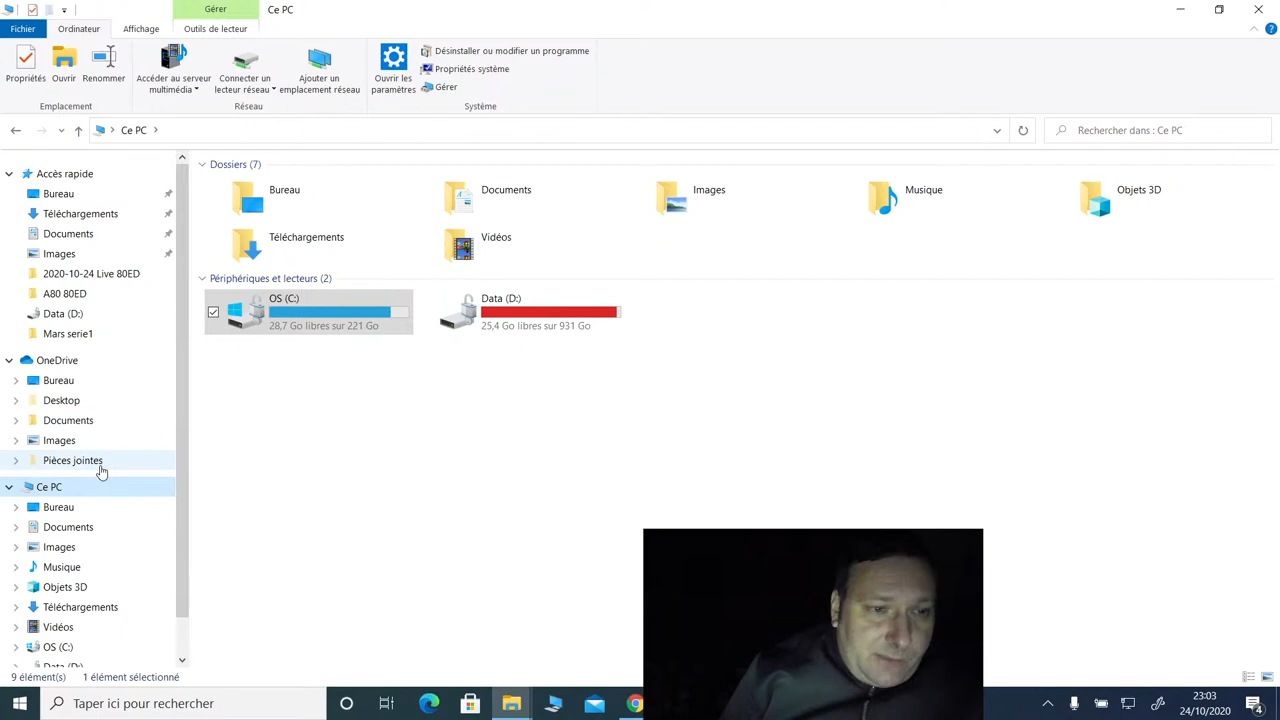 Gérer
Ce PC
Fichier
Ordinateur
Affichage
Outils de lecteur
Propriétés
Ouvrir
Renommer
Accéder au serveur
multimédia
Connecter un
lecteur réseau
Ajouter un
emplacement réseau
Ouvrir les
paramètres
Désinstaller ou modifier un programme
Propriétés système
Gérer
Emplacement
Réseau
Système
Ce PC
Rechercher dans : Ce PC
Accès rapide
Bureau
Téléchargements
Documents
Images
2020-10-24 Live 80ED
A80 80ED
Data (D:)
Mars serie1
OneDrive
Bureau
Desktop
Documents
Images
Pièces jointes
Ce PC
Bureau
Documents
Images
Musique
Objets 3D
Téléchargements
Vidéos
OS (C:)
Data (D:)
Dossiers (7)
Bureau
Documents
Images
Musique
Objets 3D
Téléchargements
Vidéos
Périphériques et lecteurs (2)
OS (C:)
28,7 Go libres sur 221 Go
Data (D:)
25,4 Go libres sur 931 Go
9 élément(s)
1 élément sélectionné
Taper ici pour rechercher
23:03
24/10/2020
4